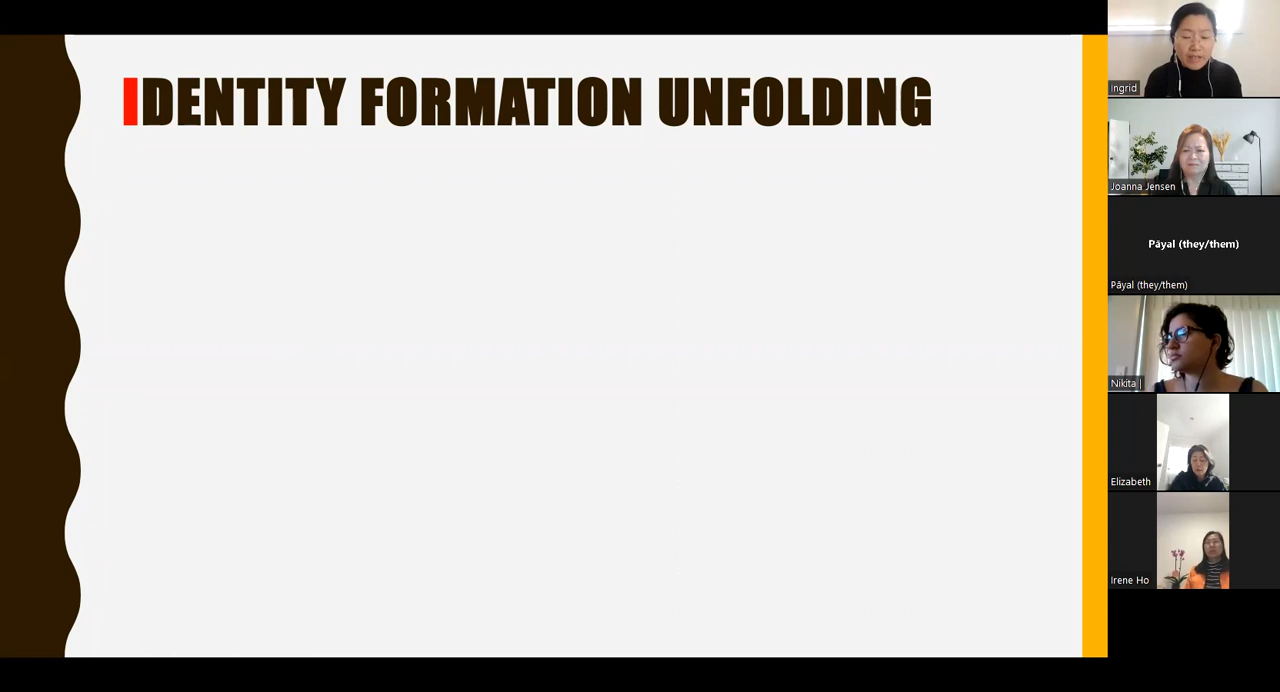 IDENTITY FORMATION UNFOLDING
Ingrid
Joanna Jensen
Pāyal (they/them)
Pāyal (they/them)
Nikita |
Elizabeth
Irene Ho